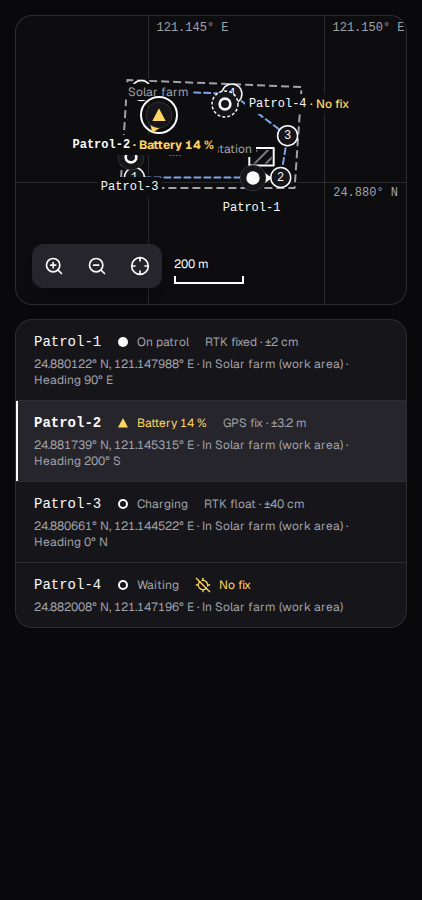 121.145° E
121.150° E
Solar farm
4
Patrol-4 · No fix
3
Patrol-2 · Battery 14 %
Patrol-3
2
24.880° N
Patrol-1
200 m
Patrol-1 On patrol RTK fixed · ±2 cm
24.880122° N, 121.147988° E · In Solar farm (work area) ·
Heading 90° E
Patrol-2 Battery 14 % GPS fix · ±3.2 m
24.881739° N, 121.145315° E · In Solar farm (work area) ·
Heading 200° S
Patrol-3 Charging RTK float · ±40 cm
24.880661° N, 121.144522° E · In Solar farm (work area) ·
Heading 0° N
Patrol-4 Waiting No fix
24.882008° N, 121.147196° E · In Solar farm (work area)